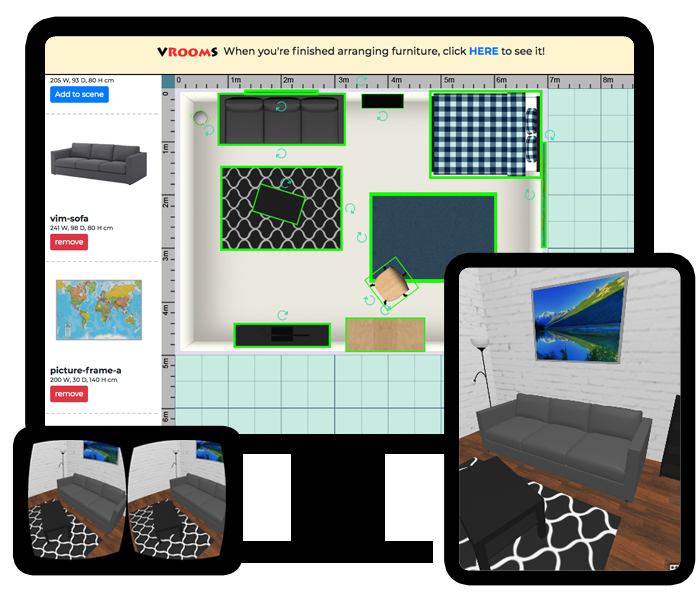 VROOMS When you're finished arranging furniture, click HERE to see it!
205 W, 93 D, 80 H cm
Add to scene
0 1m 2m 3m 4m 5m 7m 8m
0
1m
2m
3m
4m
5m
6m
vim-sofa
241 W, 98 D, 80 H cm
remove
picture-frame-a
200 W, 30 D, 140 H cm
remove